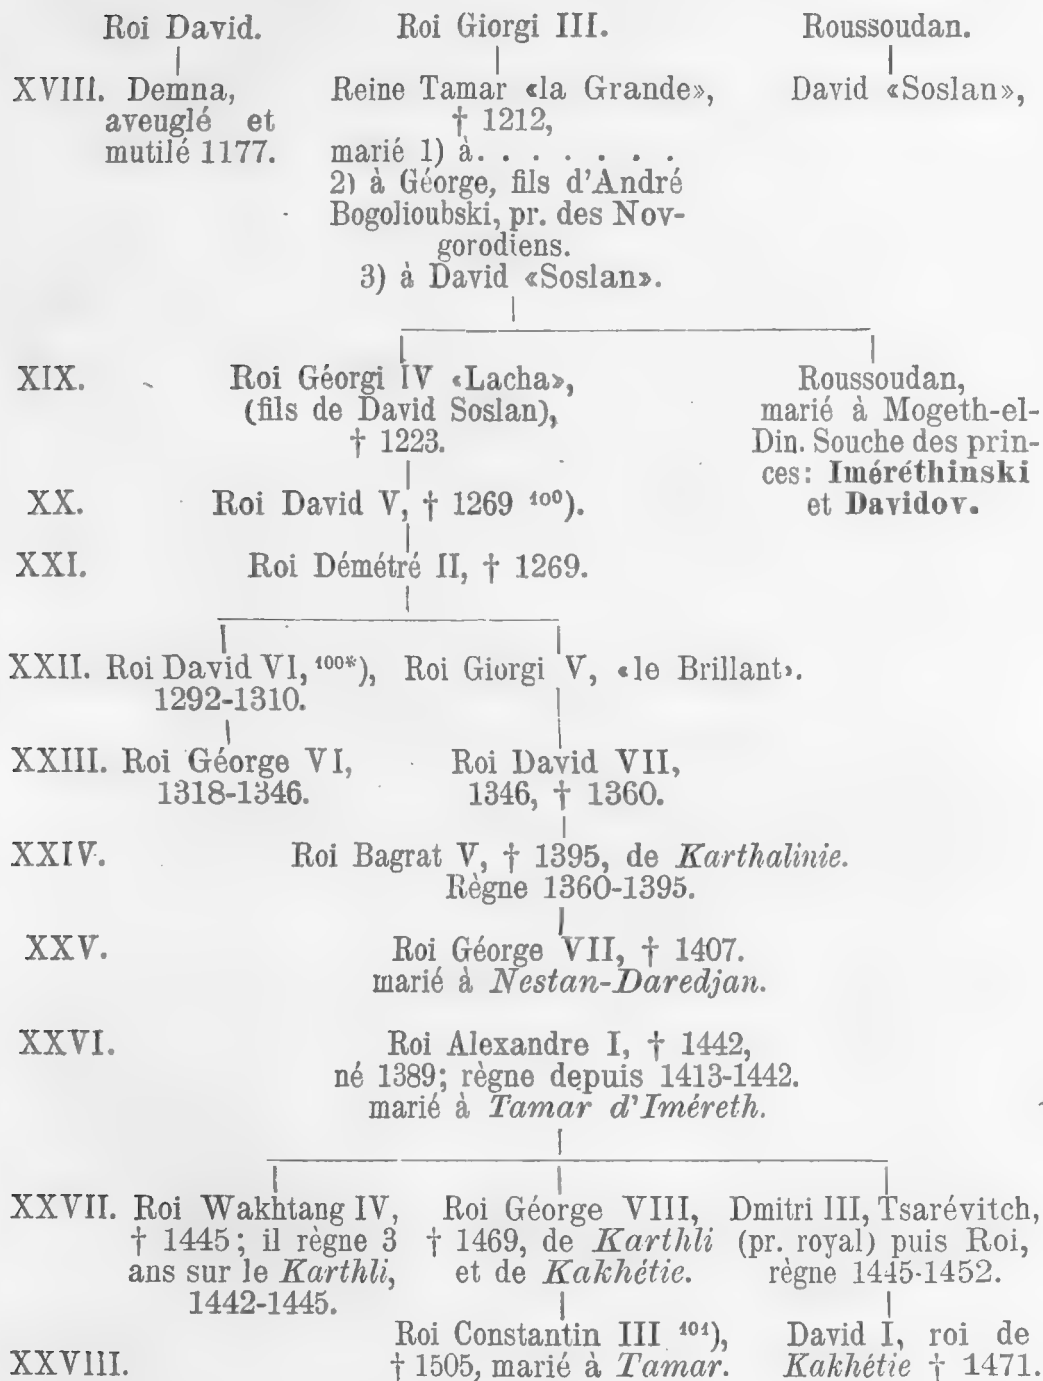 Roi David. Roi Giorgi III. Roussoudan.
XVIII. Demna, Reine Tamar «la Grande», David «Soslan»,
aveuglé et † 1212,
mutilé 1177. marié 1) à. . . . . . .
2) à Géorge, fils d'André
Bogolioubski, pr. des Nov-
gorodiens.
3) à David «Soslan».
XIX. Roi Géorgi IV «Lacha», Roussoudan,
(fils de David Soslan), marié à Mogeth-el-
† 1223. Din. Souche des prin-
ces: Iméréthinski
XX. Roi David V, † 1269 ¹⁰⁰). et Davidov.
XXI. Roi Démétré II, † 1269.
XXII. Roi David VI, ¹⁰⁰*), Roi Giorgi V, «le Brillant».
1292-1310.
XXIII. Roi Géorge VI, Roi David VII,
1318-1346. 1346, † 1360.
XXIV. Roi Bagrat V, † 1395, de Karthalinie.
Règne 1360-1395.
XXV. Roi Géorge VII, † 1407.
marié à Nestan-Daredjan.
XXVI. Roi Alexandre I, † 1442,
né 1389; règne depuis 1413-1442.
marié à Tamar d'Iméreth.
XXVII. Roi Wakhtang IV, Roi Géorge VIII, Dmitri III, Tsarévitch,
† 1445; il règne 3 † 1469, de Karthli (pr. royal) puis Roi,
ans sur le Karthli, et de Kakhétie. règne 1445-1452.
1442-1445.
Roi Constantin III ¹⁰¹), David I, roi de
XXVIII. † 1505, marié à Tamar. Kakhétie † 1471.